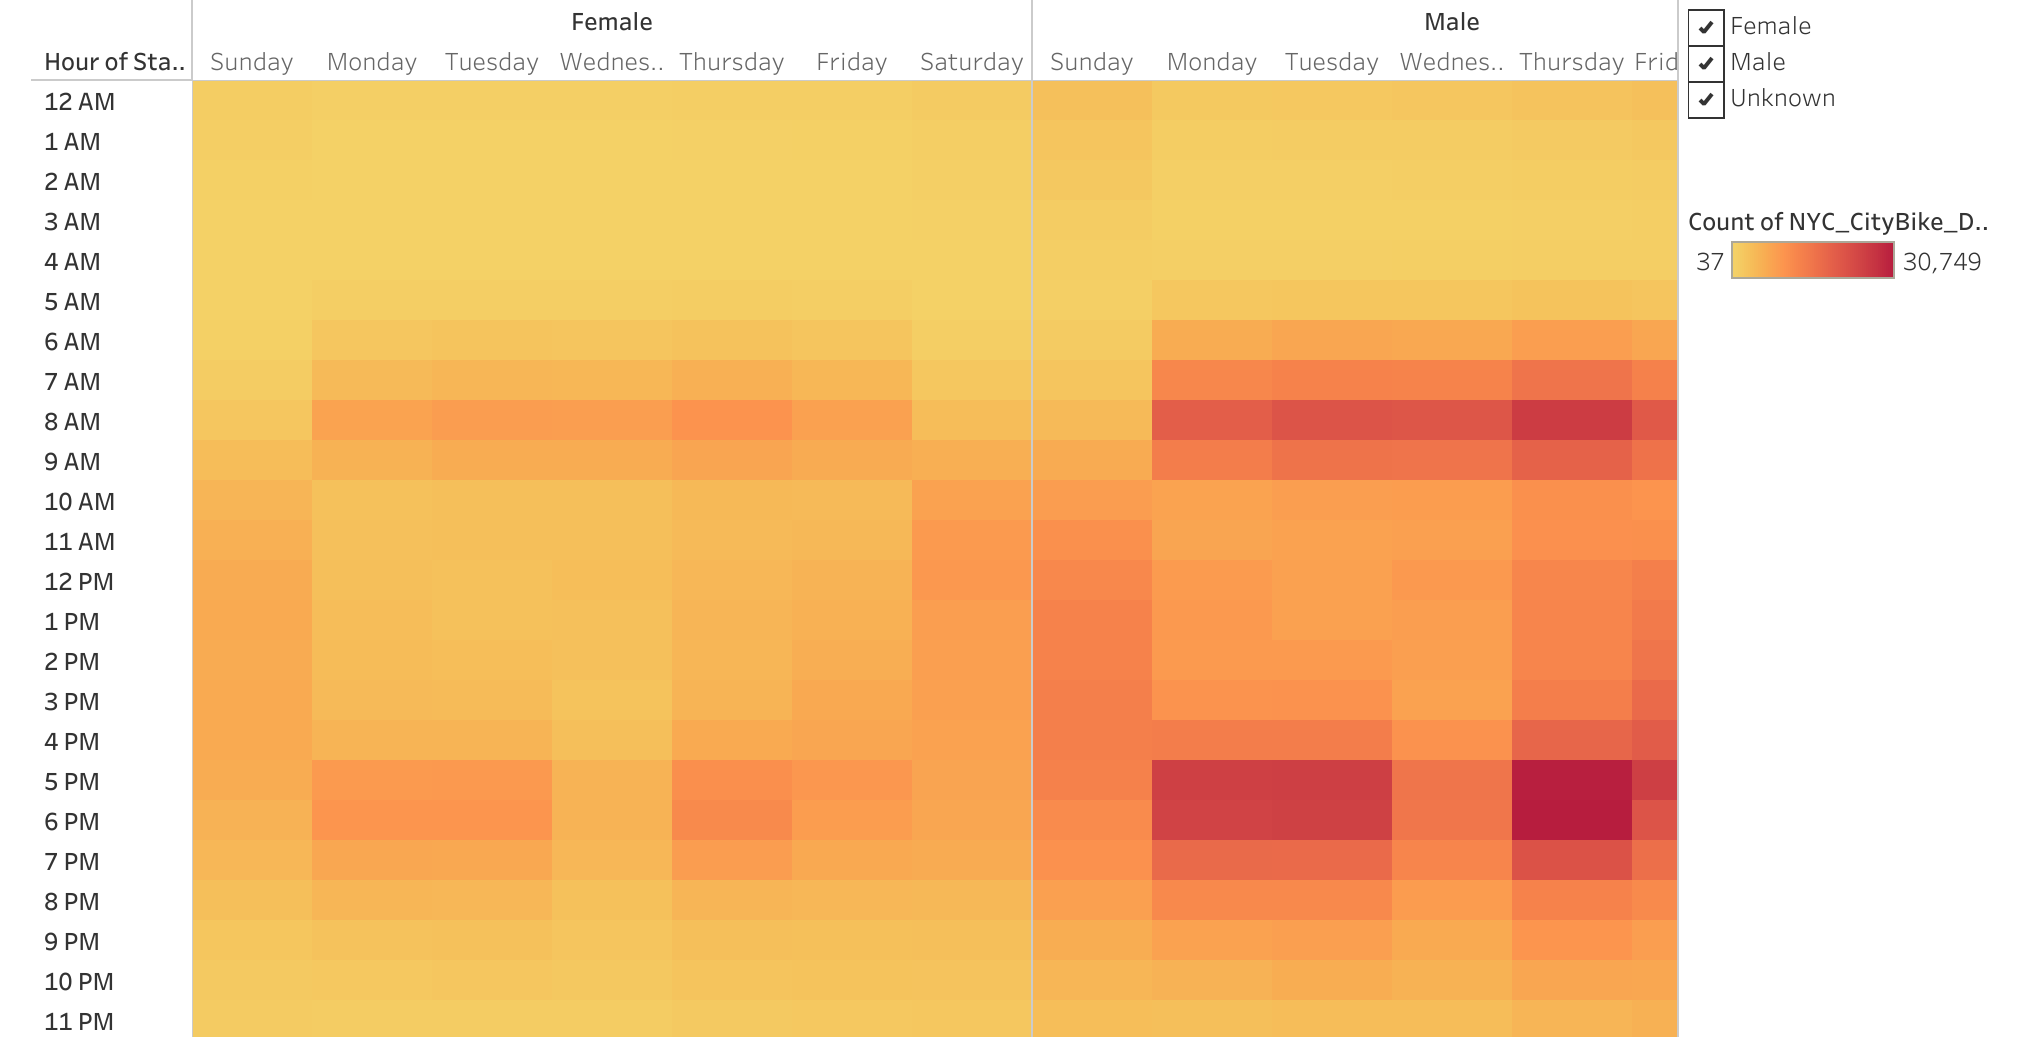 Female Male
Hour of Sta.. Sunday Monday Tuesday Wednes.. Thursday Friday Saturday Sunday Monday Tuesday Wednes.. Thursday Frid
12 AM
1 AM
2 AM
3 AM
4 AM
5 AM
6 AM
7 AM
8 AM
9 AM
10 AM
11 AM
12 PM
1 PM
2 PM
3 PM
4 PM
5 PM
6 PM
7 PM
8 PM
9 PM
10 PM
11 PM
Female
Male
Unknown
Count of NYC_CityBike_D..
37 30,749